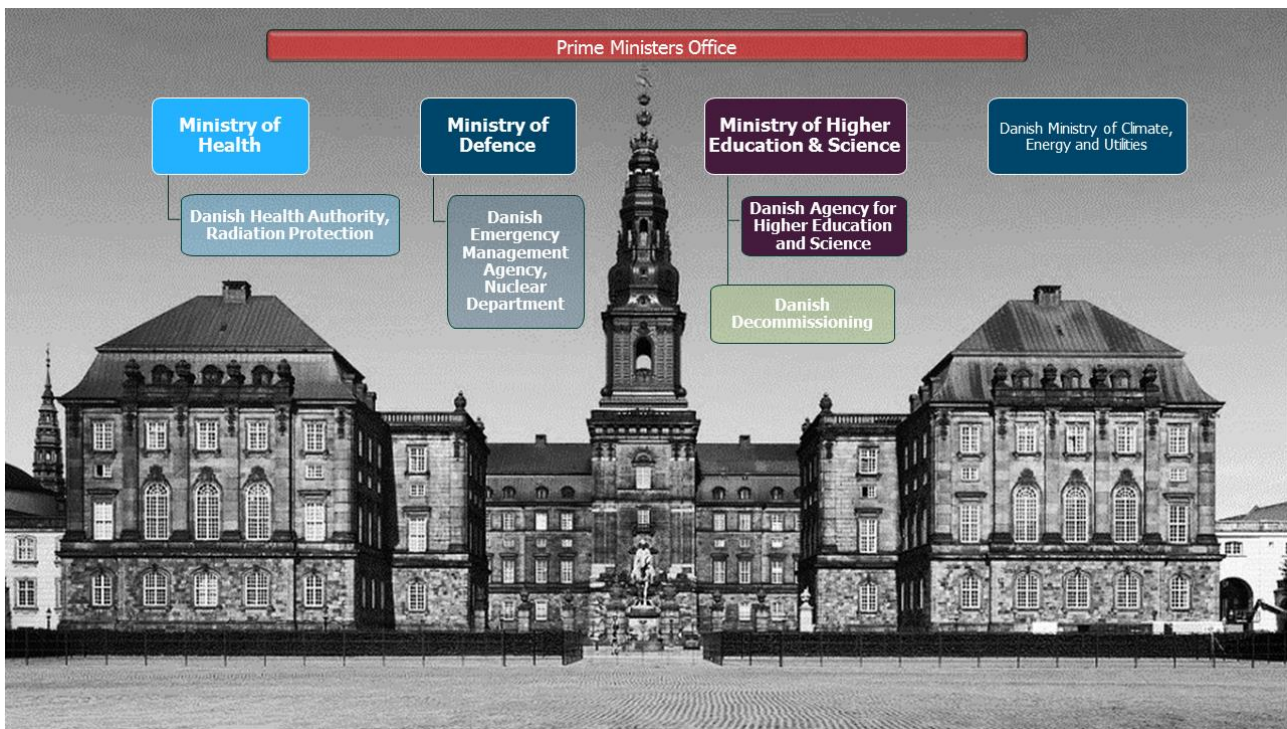 Prime Ministers Office
Ministry of
Health
Ministry of
Defence
Ministry of Higher
Education & Science
Danish Ministry of Climate,
Energy and Utilities
Danish Health Authority,
Radiation Protection
Danish
Emergency
Management
Agency,
Nuclear
Department
Danish Agency for
Higher Education
and Science
Danish
Decommissioning